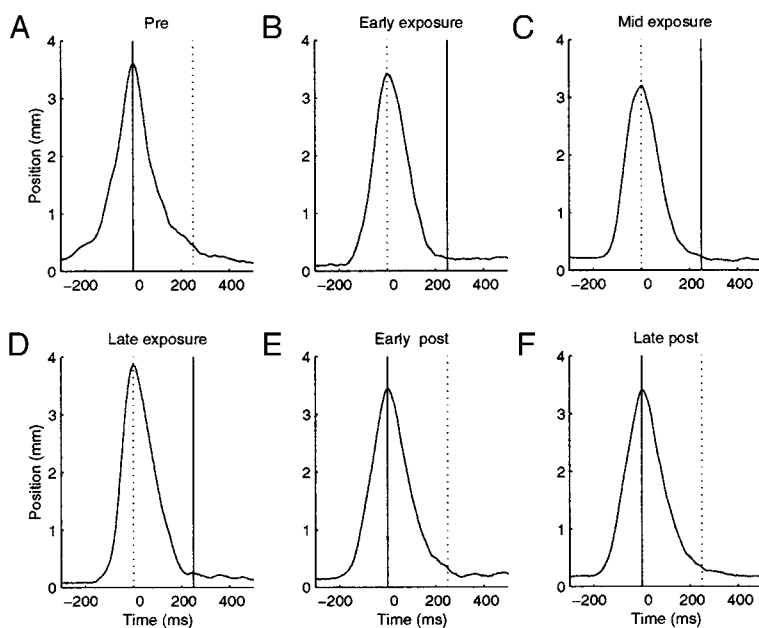 A Pre
B Early exposure
C Mid exposure
Position (mm)
4
3
2
1
0
−200 0 200 400
4
3
2
1
0
−200 0 200 400
4
3
2
1
0
−200 0 200 400
D Late exposure
E Early post
F Late post
Position (mm)
4
3
2
1
0
−200 0 200 400
Time (ms)
4
3
2
1
0
−200 0 200 400
Time (ms)
4
3
2
1
0
−200 0 200 400
Time (ms)